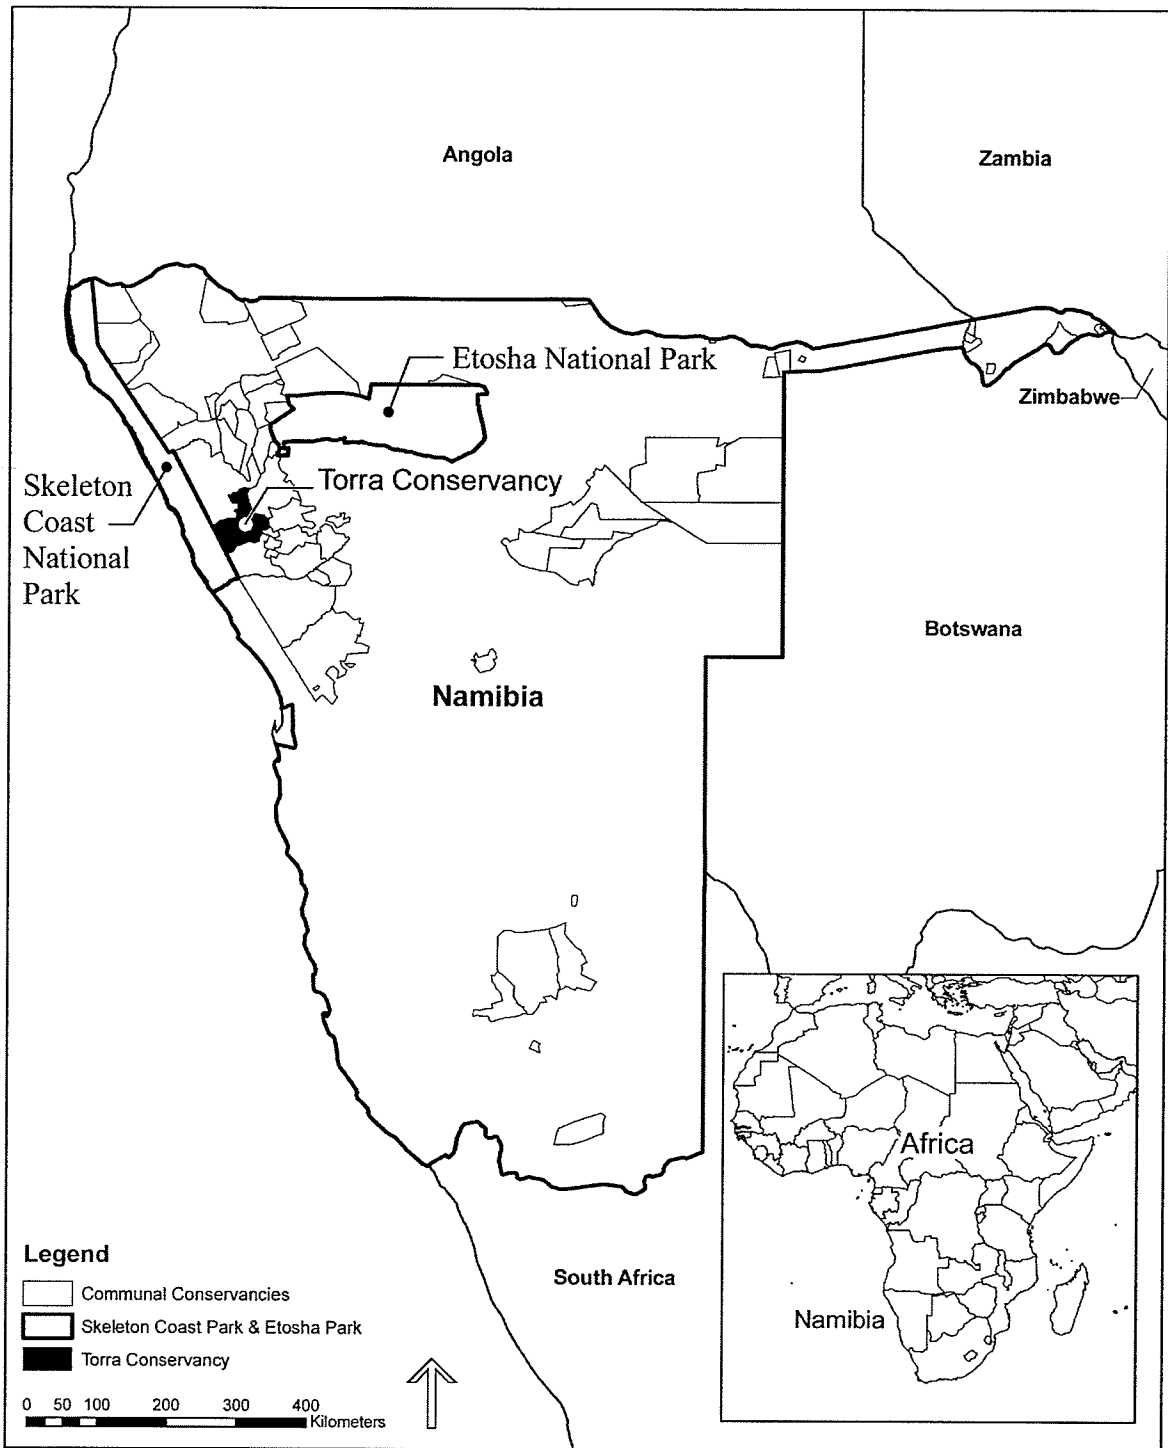 Angola
Zambia
Etosha National Park
Zimbabwe
Torra Conservancy
Skeleton
Coast
National
Park
Botswana
Namibia
Africa
Namibia
South Africa
Legend
Communal Conservancies
Skeleton Coast Park & Etosha Park
Torra Conservancy
0 50 100 200 300 400
Kilometers